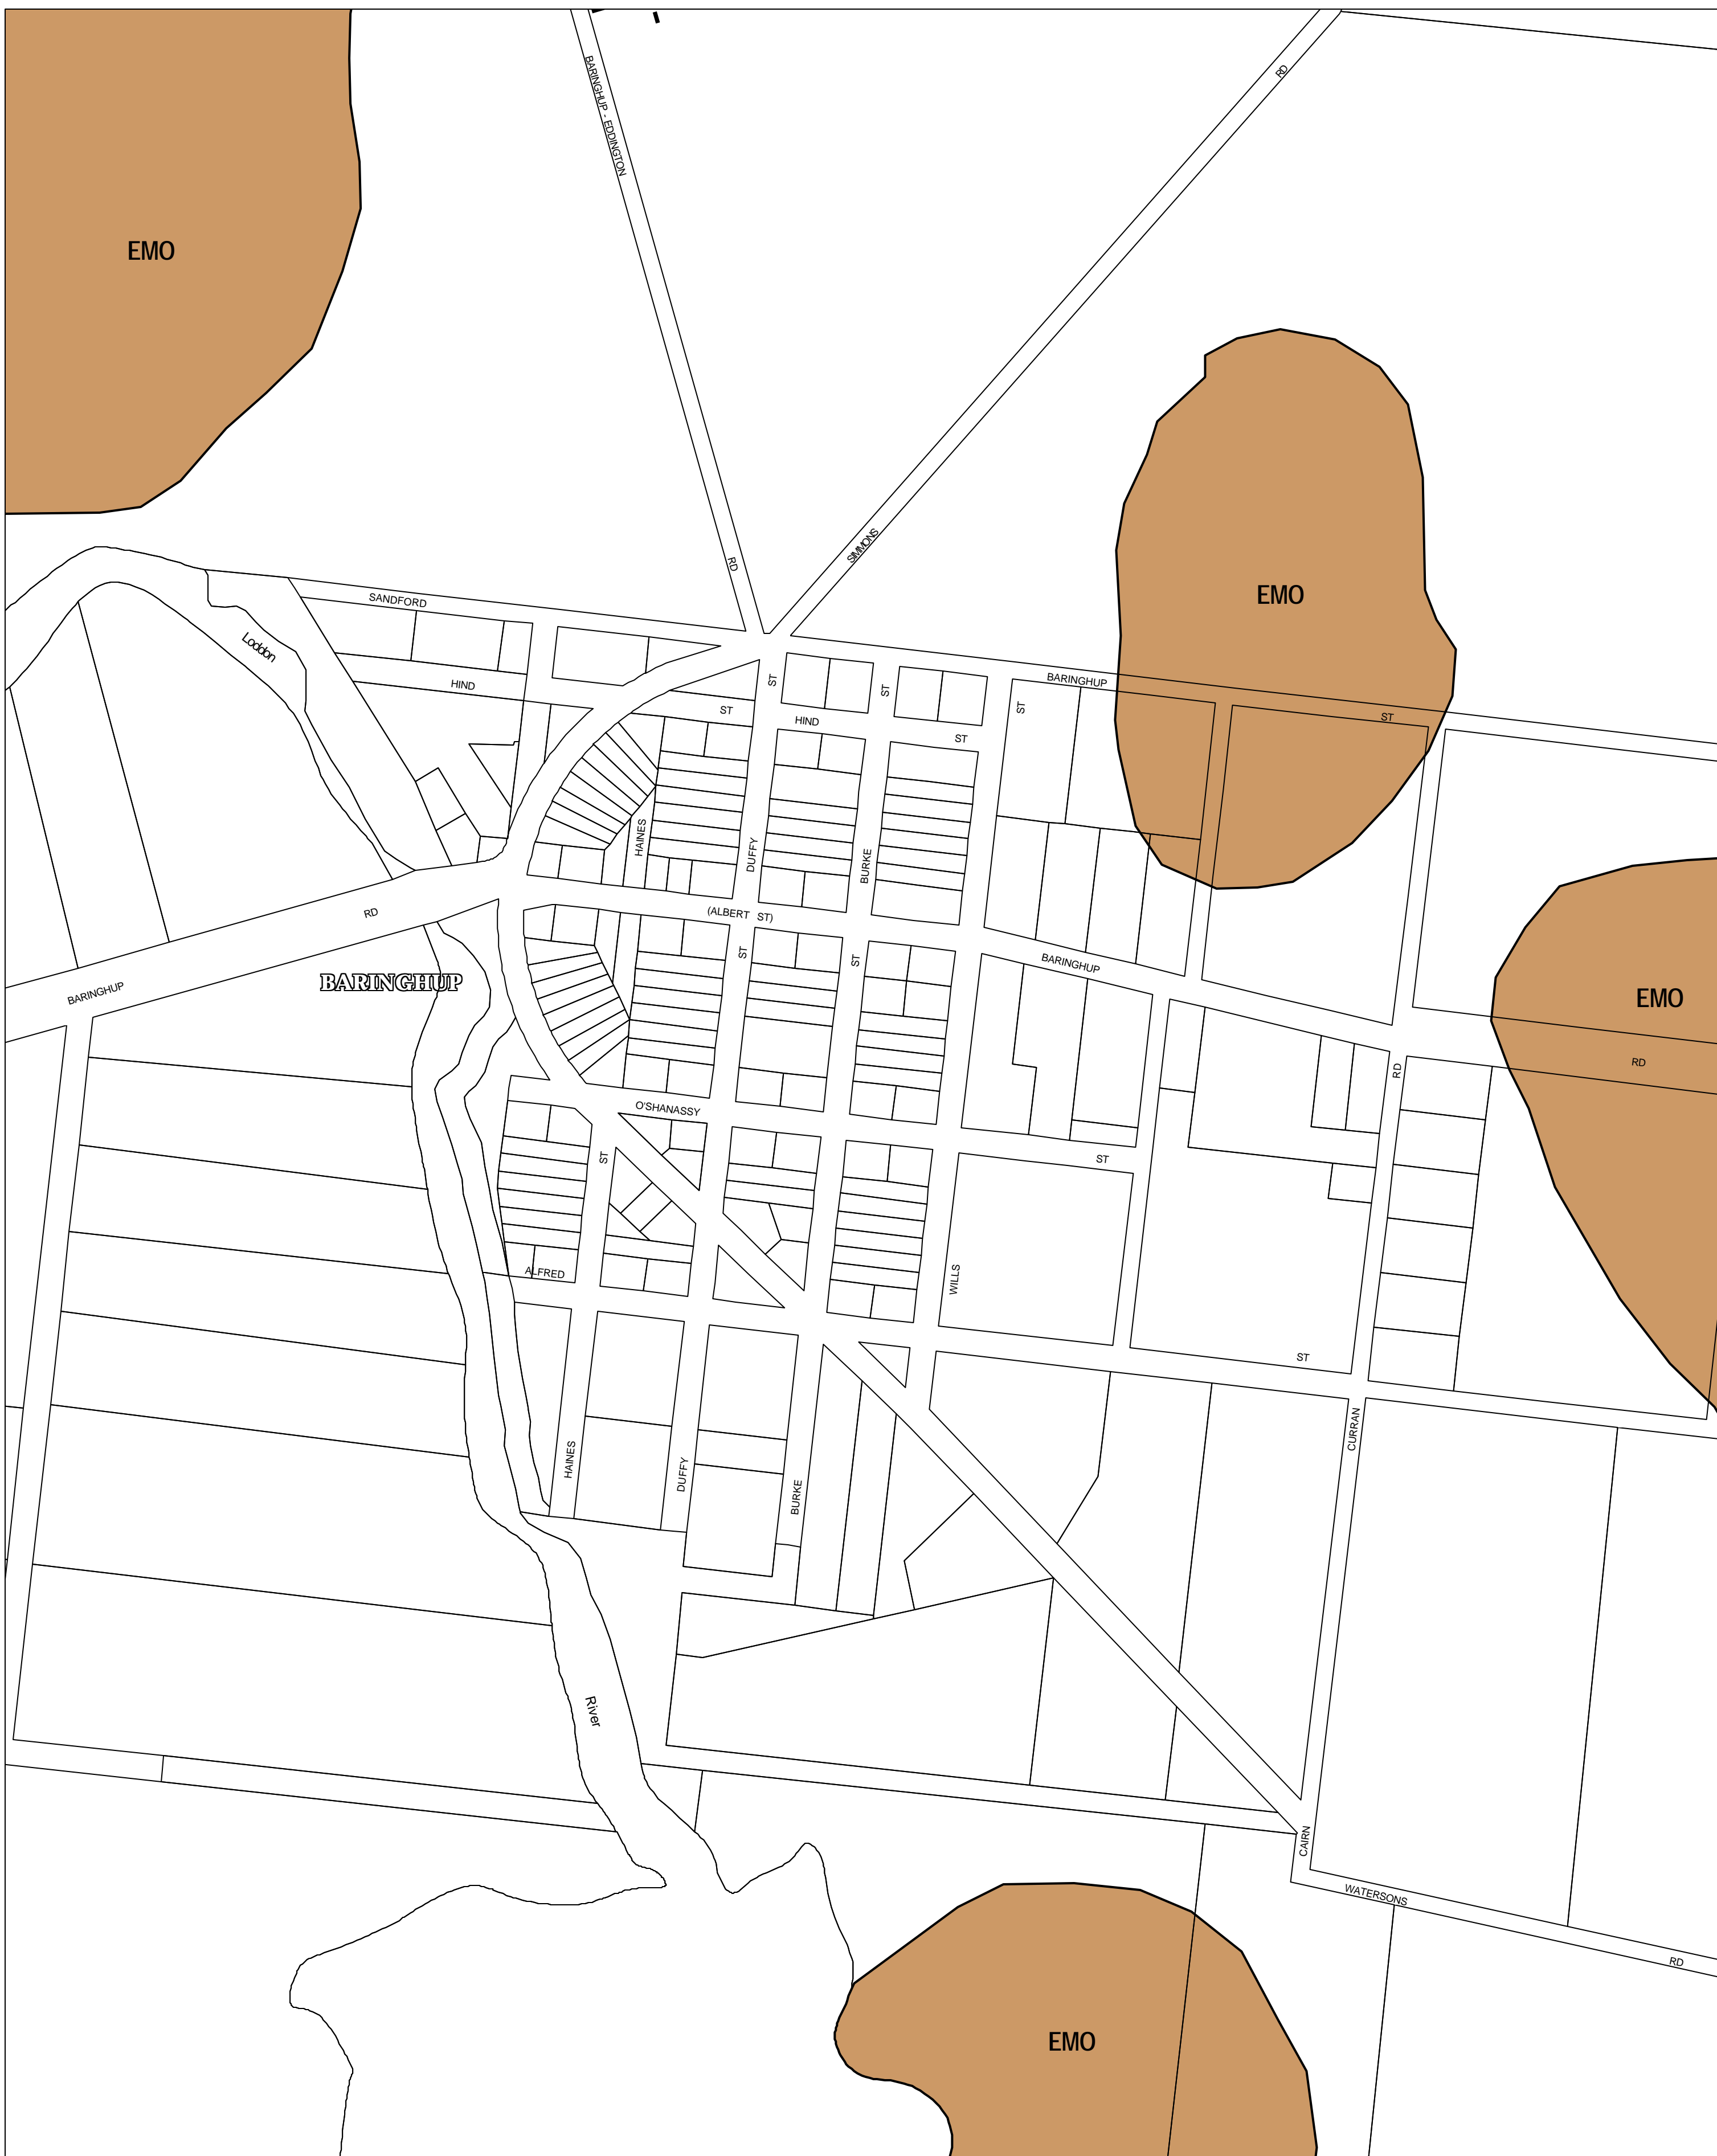 BARINGHUP - EDDINGTON
RD
EMO
SIMMONS
RD
EMO
SANDFORD
Loddon
HIND
ST
ST
HIND
ST
ST
ST
BARINGHUP
ST
HAINES
DUFFY
BURKE
(ALBERT ST)
RD
BARINGHUP
BARINGHUP
ST
ST
BARINGHUP
RD
EMO
RD
O'SHANASSY
ST
ST
ALFRED
WILLS
ST
HAINES
DUFFY
BURKE
CURRAN
River
CAIRN
WATERSONS
RD
EMO